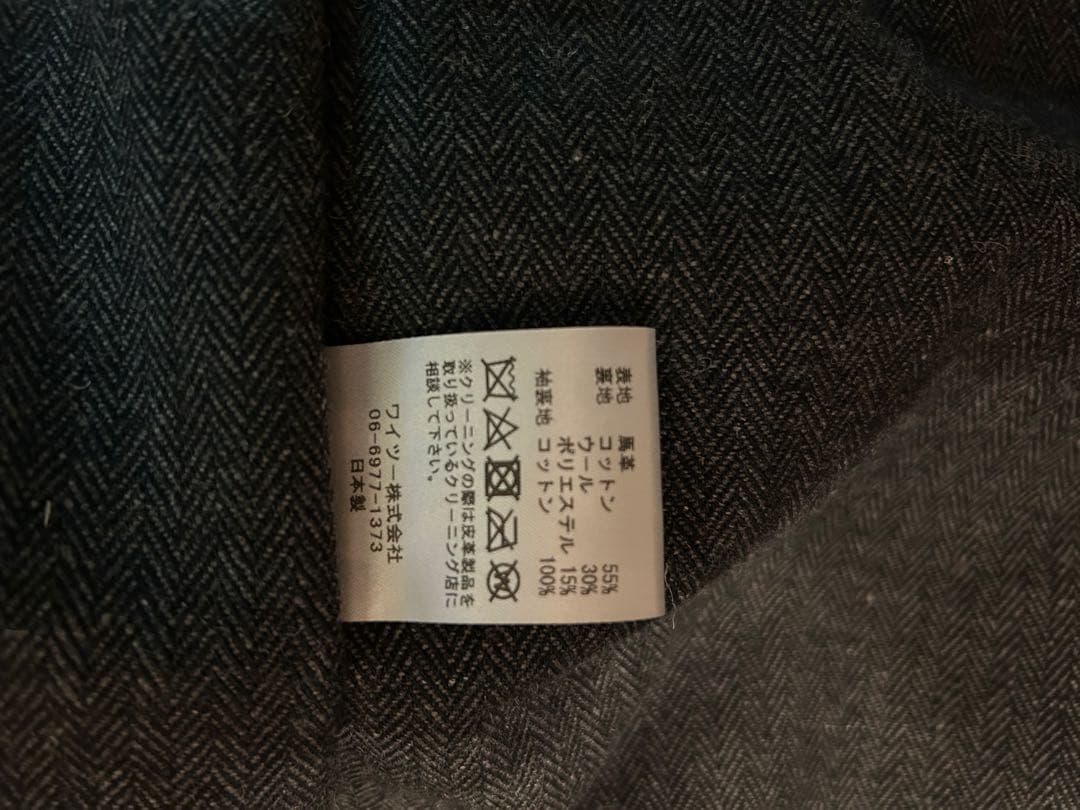 表地 馬革
裏地 コットン 55%
ウール 30%
ポリエステル 15%
袖裏地 コットン 100%
※クリーニングの際は皮革製品を
取り扱っているクリーニング店に
相談して下さい。
ワイツー株式会社
06-6977-1373
日本製